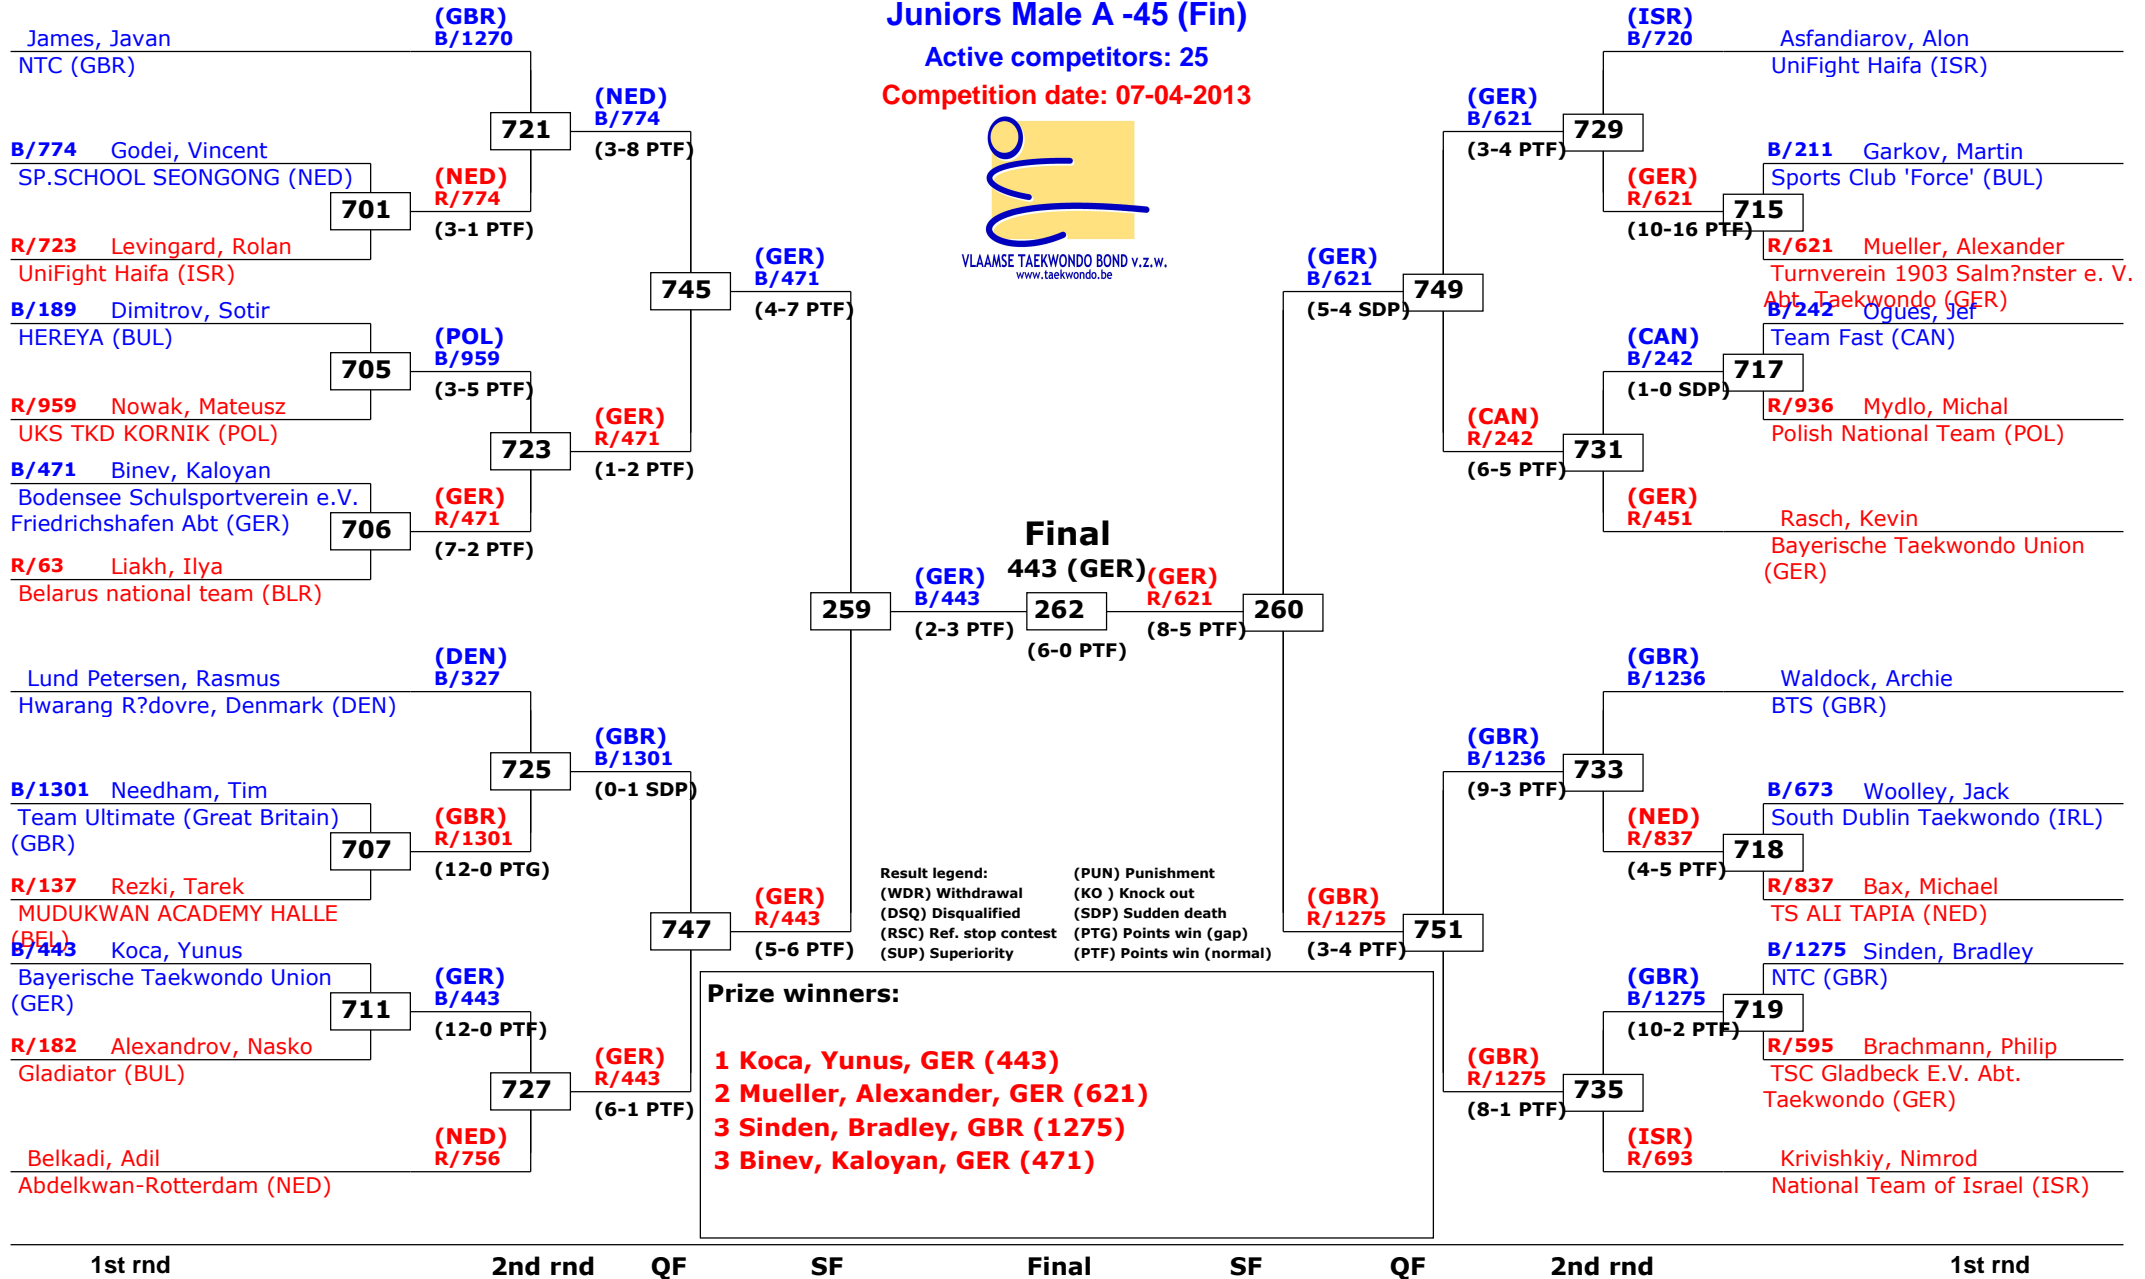 Juniors Male A -45 (Fin)
Active competitors: 25
Competition date: 07-04-2013
VLAAMSE TAEKWONDO BOND v.z.w.
www.taekwondo.be
James, Javan
NTC (GBR)
(GBR)
B/1270
721
B/774 Godei, Vincent
SP.SCHOOL SEONGONG (NED)
701
R/723 Levingard, Rolan
UniFight Haifa (ISR)
(NED)
R/774
(3-1 PTF)
(NED)
B/774
(3-8 PTF)
745
B/189 Dimitrov, Sotir
HEREYA (BUL)
705
R/959 Nowak, Mateusz
UKS TKD KORNIK (POL)
(POL)
B/959
(3-5 PTF)
723
B/471 Binev, Kaloyan
Bodensee Schulsportverein e.V.
Friedrichshafen Abt (GER)
706
R/63 Liakh, Ilya
Belarus national team (BLR)
(GER)
R/471
(7-2 PTF)
(GER)
R/471
(1-2 PTF)
(GER)
B/471
(4-7 PTF)
259
Lund Petersen, Rasmus
Hwarang R?dovre, Denmark (DEN)
(DEN)
B/327
725
B/1301 Needham, Tim
Team Ultimate (Great Britain)
(GBR)
707
R/137 Rezki, Tarek
MUDUKWAN ACADEMY HALLE
(BEL)
(GBR)
R/1301
(12-0 PTG)
(GBR)
B/1301
(0-1 SDP)
747
B/443 Koca, Yunus
Bayerische Taekwondo Union
(GER)
711
R/182 Alexandrov, Nasko
Gladiator (BUL)
(GER)
B/443
(12-0 PTF)
727
Belkadi, Adil
Abdelkwan-Rotterdam (NED)
(NED)
R/756
(GER)
R/443
(6-1 PTF)
(GER)
R/443
(5-6 PTF)
Final
443 (GER)
(GER)
B/443
(2-3 PTF)
262
(6-0 PTF)
(GER)
R/621
(8-5 PTF)
260
(ISR)
B/720
Asfandiarov, Alon
UniFight Haifa (ISR)
729
(GER)
B/621
(3-4 PTF)
B/211 Garkov, Martin
Sports Club 'Force' (BUL)
715
(GER)
R/621
(10-16 PTF)
R/621 Mueller, Alexander
Turnverein 1903 Salm?nster e. V.
Abt. Taekwondo (GER)
749
(GER)
B/621
(5-4 SDP)
B/242 Ogues, Jef
Team Fast (CAN)
717
(CAN)
B/242
(1-0 SDP)
R/936 Mydlo, Michal
Polish National Team (POL)
731
(CAN)
R/242
(6-5 PTF)
(GER)
R/451
Rasch, Kevin
Bayerische Taekwondo Union
(GER)
(GBR)
B/1236
Waldock, Archie
BTS (GBR)
733
(GBR)
B/1236
(9-3 PTF)
B/673 Woolley, Jack
South Dublin Taekwondo (IRL)
718
(NED)
R/837
(4-5 PTF)
R/837 Bax, Michael
TS ALI TAPIA (NED)
751
(GBR)
R/1275
(3-4 PTF)
B/1275 Sinden, Bradley
NTC (GBR)
719
(GBR)
B/1275
(10-2 PTF)
R/595 Brachmann, Philip
TSC Gladbeck E.V. Abt.
Taekwondo (GER)
735
(GBR)
R/1275
(8-1 PTF)
(ISR)
R/693
Krivishkiy, Nimrod
National Team of Israel (ISR)
Result legend: (PUN) Punishment
(WDR) Withdrawal (KO ) Knock out
(DSQ) Disqualified (SDP) Sudden death
(RSC) Ref. stop contest (PTG) Points win (gap)
(SUP) Superiority (PTF) Points win (normal)
Prize winners:
1 Koca, Yunus, GER (443)
2 Mueller, Alexander, GER (621)
3 Sinden, Bradley, GBR (1275)
3 Binev, Kaloyan, GER (471)
1st rnd 2nd rnd QF SF Final SF QF 2nd rnd 1st rnd